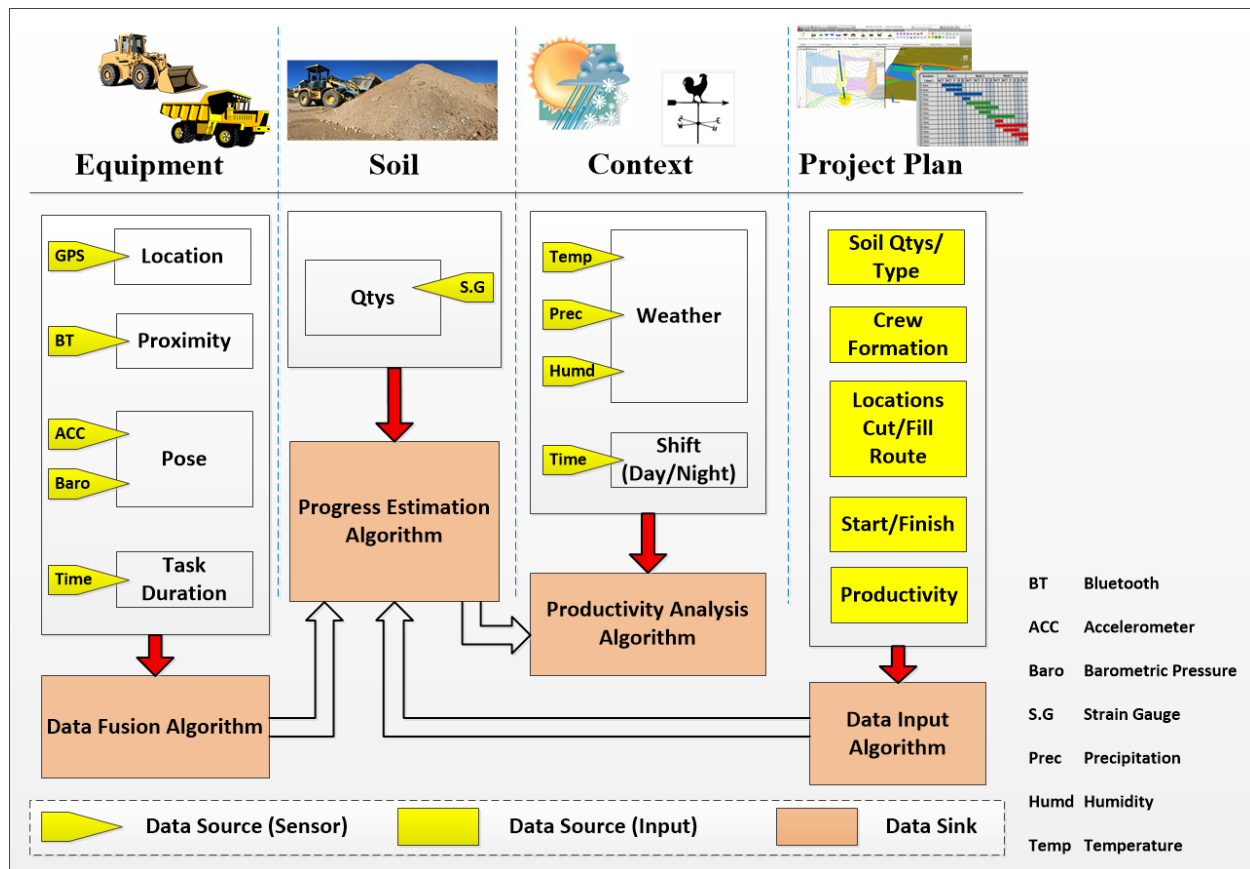 Equipment
Soil
Context
Project Plan
GPS
Location
BT
Proximity
ACC
Baro
Pose
Time
Task
Duration
Data Fusion Algorithm
Qtys
S.G
Progress Estimation
Algorithm
Temp
Prec
Humd
Weather
Time
Shift
(Day/Night)
Productivity Analysis
Algorithm
Soil Qtys/
Type
Crew
Formation
Locations
Cut/Fill
Route
Start/Finish
Productivity
Data Input
Algorithm
BT Bluetooth
ACC Accelerometer
Baro Barometric Pressure
S.G Strain Gauge
Prec Precipitation
Humd Humidity
Temp Temperature
Data Source (Sensor)
Data Source (Input)
Data Sink